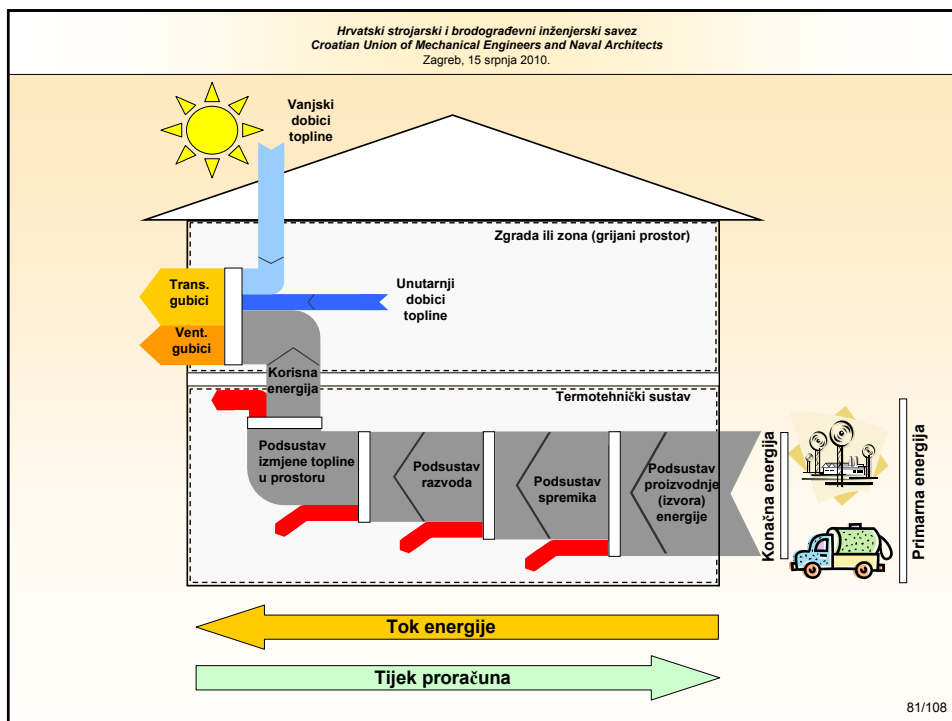 Hrvatski strojarski i brodograđevni inženjerski savez
Croatian Union of Mechanical Engineers and Naval Architects
Zagreb, 15 srpnja 2010.
Vanjski
dobici
topline
Zgrada ili zona (grijani prostor)
Trans.
gubici
Unutarnji
dobici
topline
Vent.
gubici
Korisna
energija
Termotehnički sustav
Podsustav
izmjene topline
u prostoru
Podsustav
razvoda
Podsustav
spremika
Podsustav
proizvodnje
(izvora)
energije
Konačna energija
Primarna energija
Tok energije
Tijek proračuna
81/108